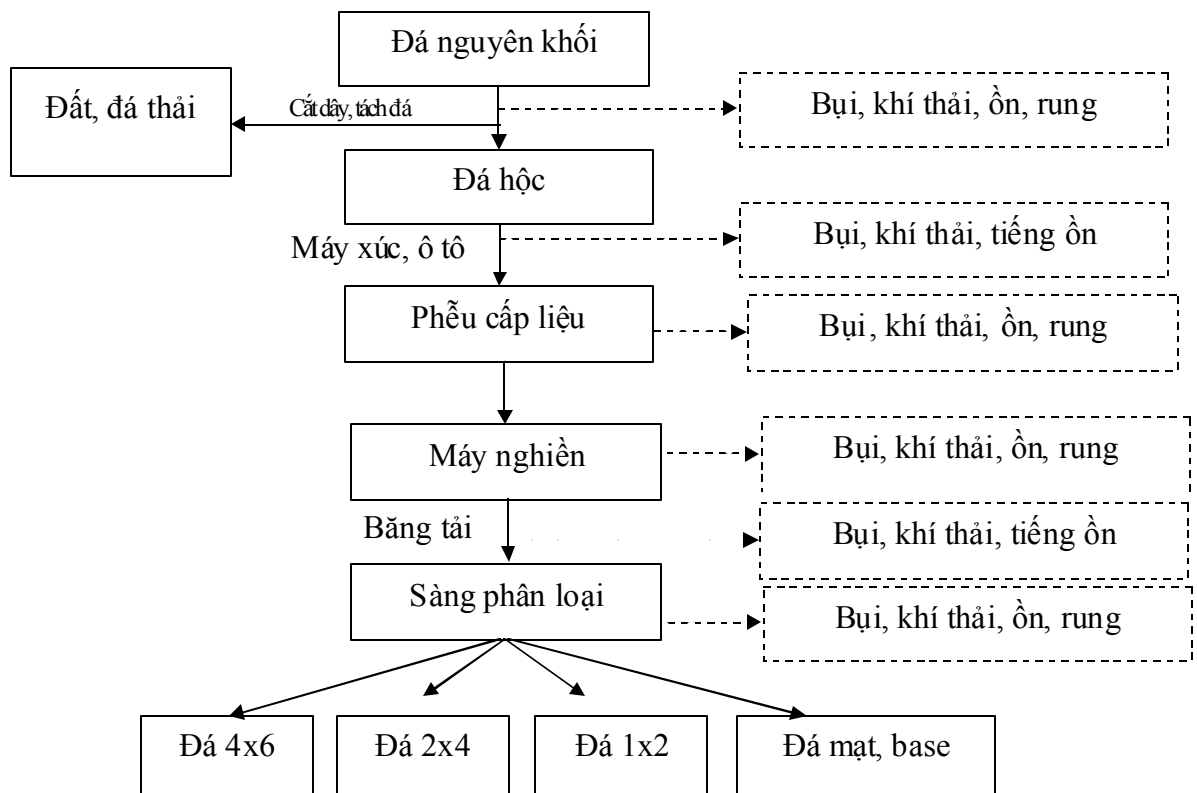 Đá nguyên khối
Đất, đá thải
Cắt dây, tách đá
Bụi, khí thải, ồn, rung
Đá hộc
Máy xúc, ô tô
Bụi, khí thải, tiếng ồn
Phễu cấp liệu
Bụi, khí thải, ồn, rung
Máy nghiền
Bụi, khí thải, ồn, rung
Băng tải
Bụi, khí thải, tiếng ồn
Sàng phân loại
Bụi, khí thải, ồn, rung
Đá 4x6
Đá 2x4
Đá 1x2
Đá mạt, base